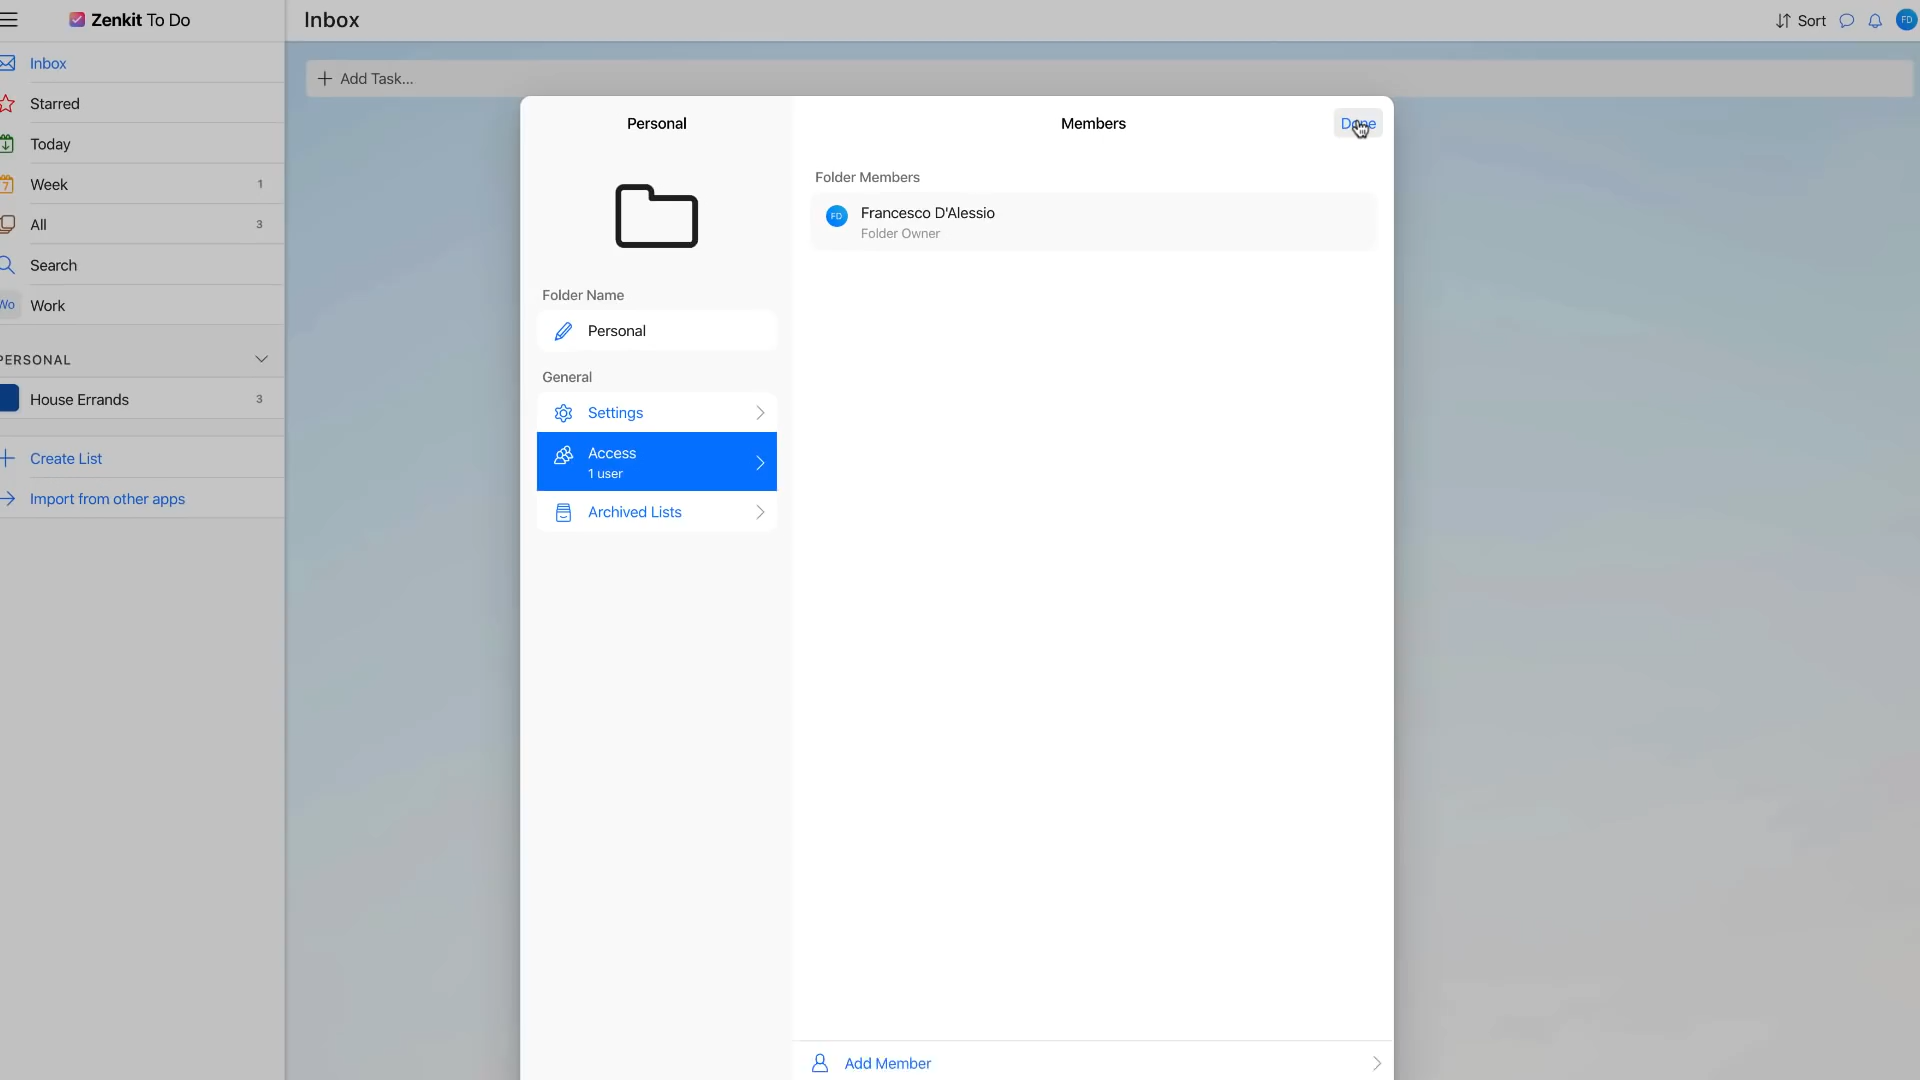 Zenkit To Do
Inbox
Sort
FD
Inbox
Starred
Today
7
Week
1
All
3
Search
Wo
Work
PERSONAL
House Errands
3
Create List
Import from other apps
Add Task...
Personal
Folder Name
Personal
General
Settings
Access
1 user
Archived Lists
Members
Done
Folder Members
FD
Francesco D'Alessio
Folder Owner
Add Member